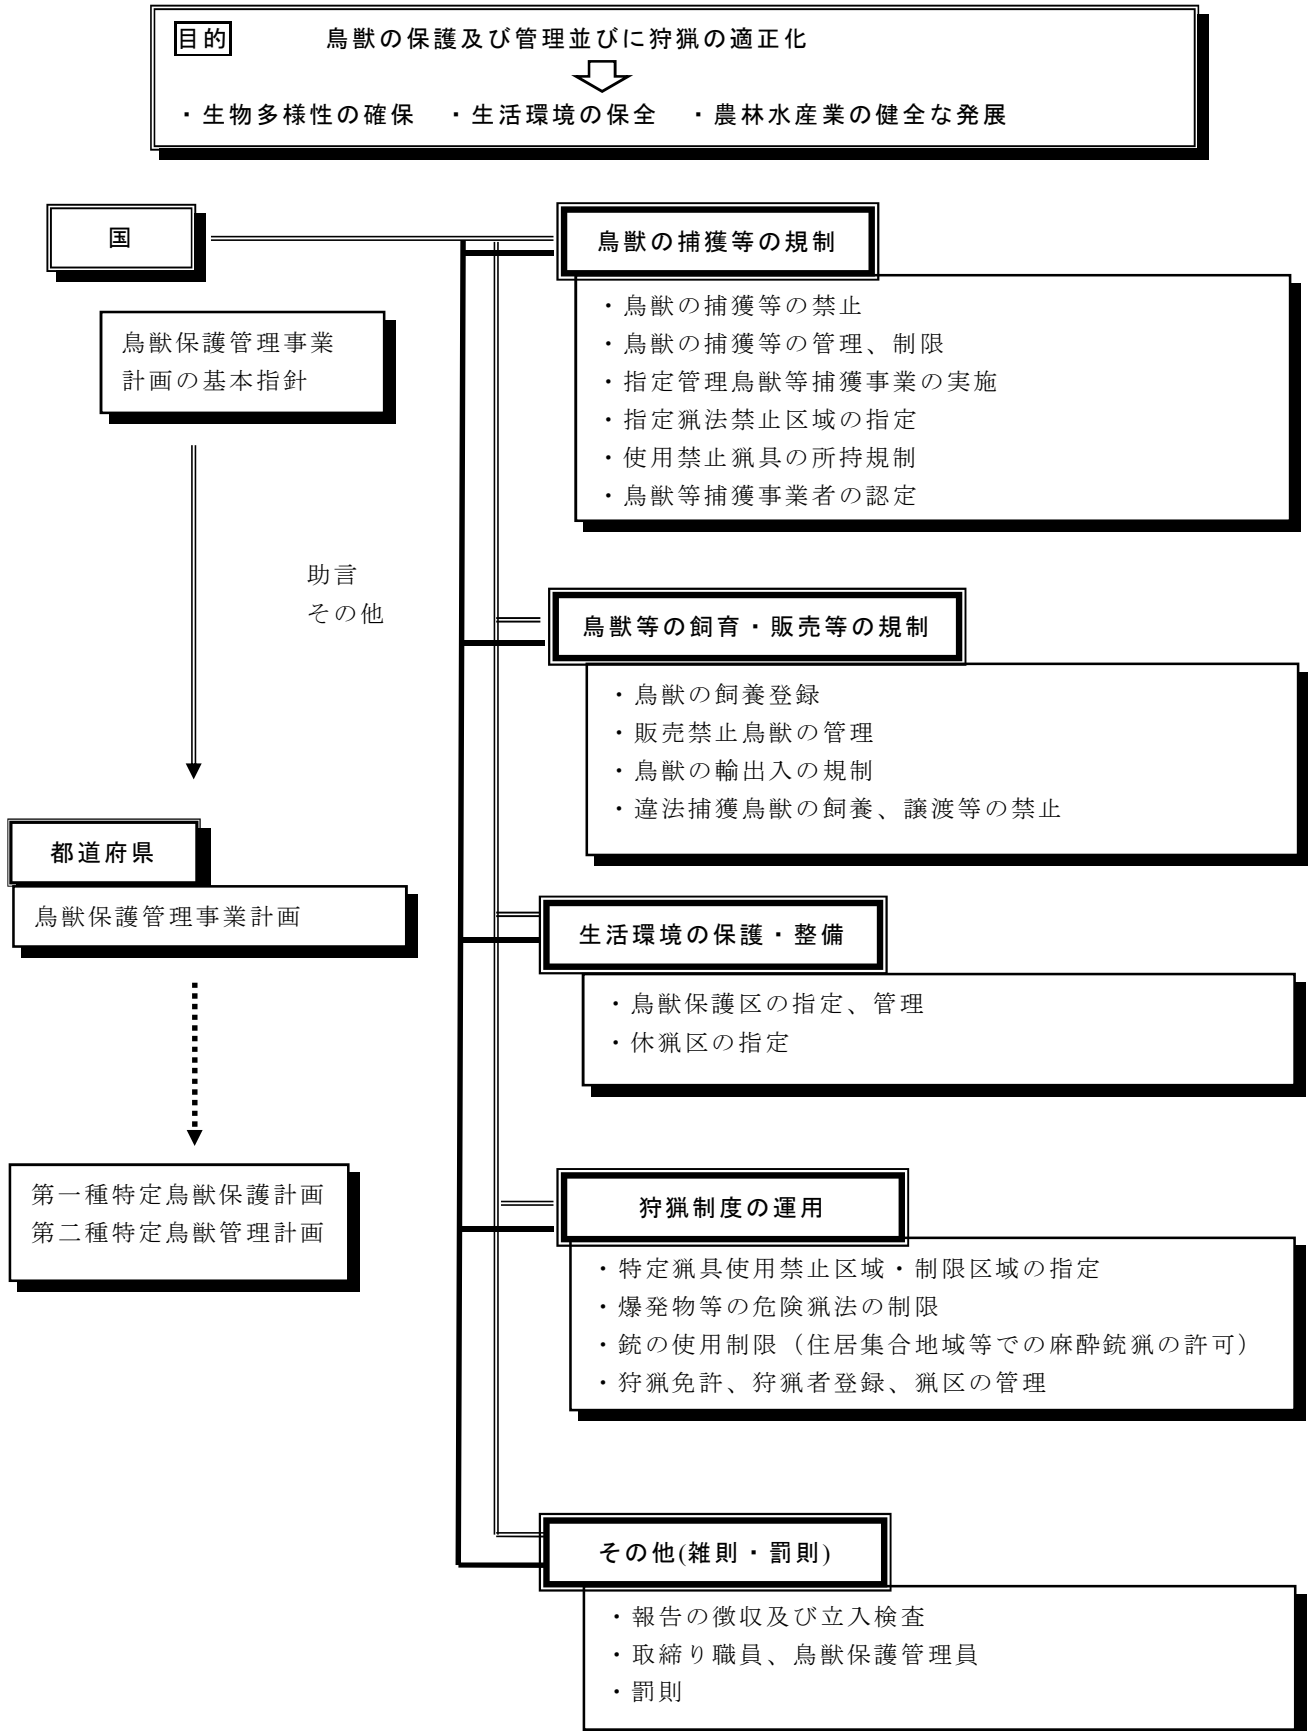 目的 鳥獣の保護及び管理並びに狩猟の適正化
・生物多様性の確保 ・生活環境の保全 ・農林水産業の健全な発展
国
鳥獣保護管理事業
計画の基本指針
助言
その他
都道府県
鳥獣保護管理事業計画
第一種特定鳥獣保護計画
第二種特定鳥獣管理計画
鳥獣の捕獲等の規制
・鳥獣の捕獲等の禁止
・鳥獣の捕獲等の管理、制限
・指定管理鳥獣等捕獲事業の実施
・指定猟法禁止区域の指定
・使用禁止猟具の所持規制
・鳥獣等捕獲事業者の認定
鳥獣等の飼育・販売等の規制
・鳥獣の飼養登録
・販売禁止鳥獣の管理
・鳥獣の輸出入の規制
・違法捕獲鳥獣の飼養、譲渡等の禁止
生活環境の保護・整備
・鳥獣保護区の指定、管理
・休猟区の指定
狩猟制度の運用
・特定猟具使用禁止区域・制限区域の指定
・爆発物等の危険猟法の制限
・銃の使用制限（住居集合地域等での麻酔銃猟の許可）
・狩猟免許、狩猟者登録、猟区の管理
その他(雑則・罰則)
・報告の徴収及び立入検査
・取締り職員、鳥獣保護管理員
・罰則